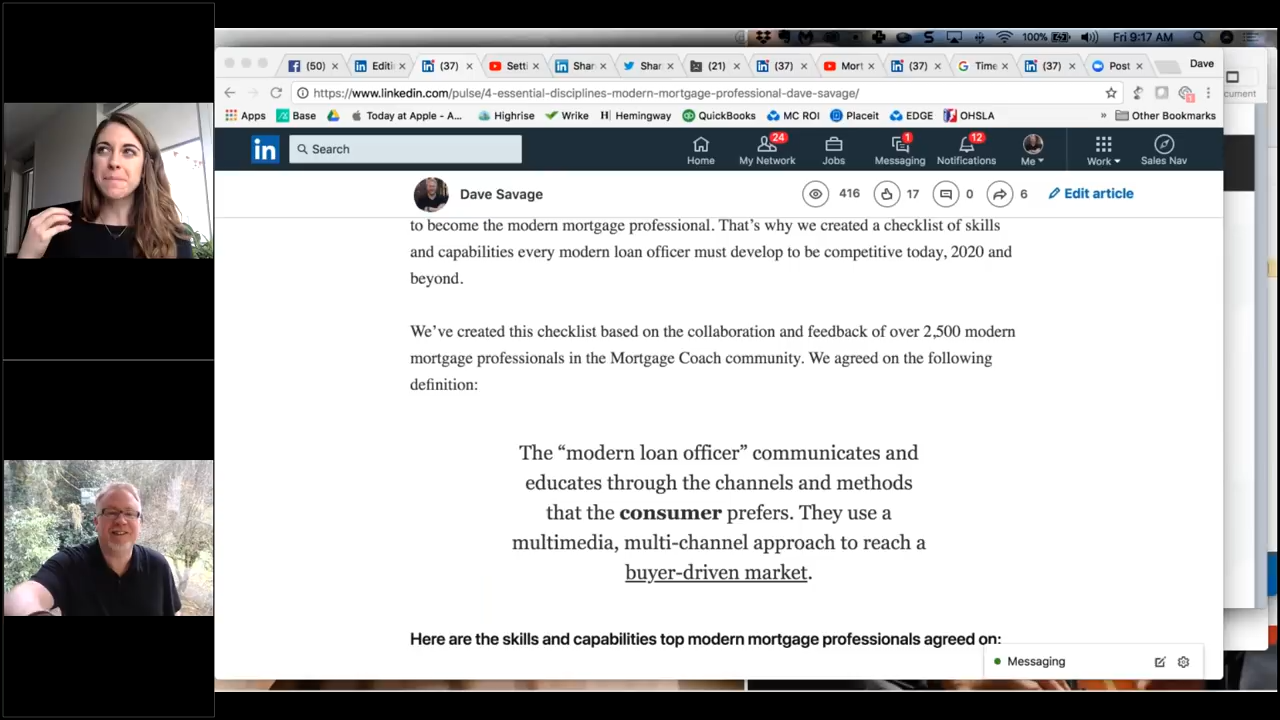 100% Fri 9:17 AM
(50) Editi (37) Setti Shar Shar (21) (37) Mort (37) Time (37) Post Dave
https://www.linkedin.com/pulse/4-essential-disciplines-modern-mortgage-professional-dave-savage/
Apps Base Today at Apple - A... Highrise Wrike Hemingway QuickBooks MC ROI Placeit EDGE OHSLA » Other Bookmarks
in Search Home My Network 24 Jobs Messaging 1 Notifications 12 Me Work Sales Nav
Dave Savage 416 17 0 6 Edit article
to become the modern mortgage professional. That's why we created a checklist of skills
and capabilities every modern loan officer must develop to be competitive today, 2020 and
beyond.
We've created this checklist based on the collaboration and feedback of over 2,500 modern
mortgage professionals in the Mortgage Coach community. We agreed on the following
definition:
The “modern loan officer” communicates and
educates through the channels and methods
that the consumer prefers. They use a
multimedia, multi-channel approach to reach a
buyer-driven market.
Here are the skills and capabilities top modern mortgage professionals agreed on:
Messaging